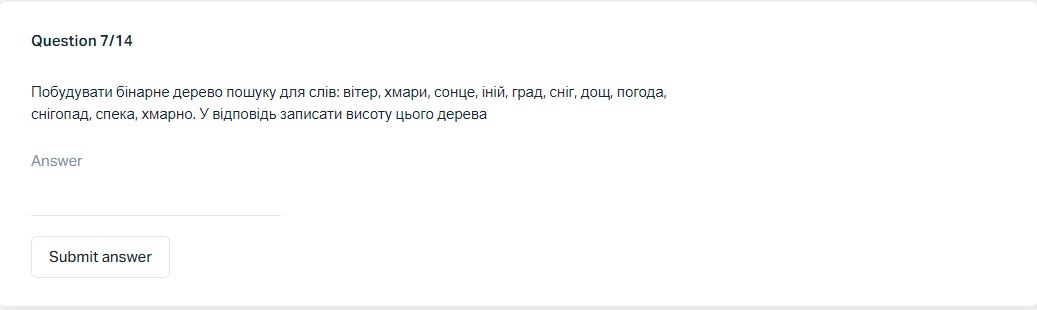 Question 7/14
Побудувати бінарне дерево пошуку для слів: вітер, хмари, сонце, іній, град, сніг, дощ, погода,
снігопад, спека, хмарно. У відповідь записати висоту цього дерева
Answer
Submit answer